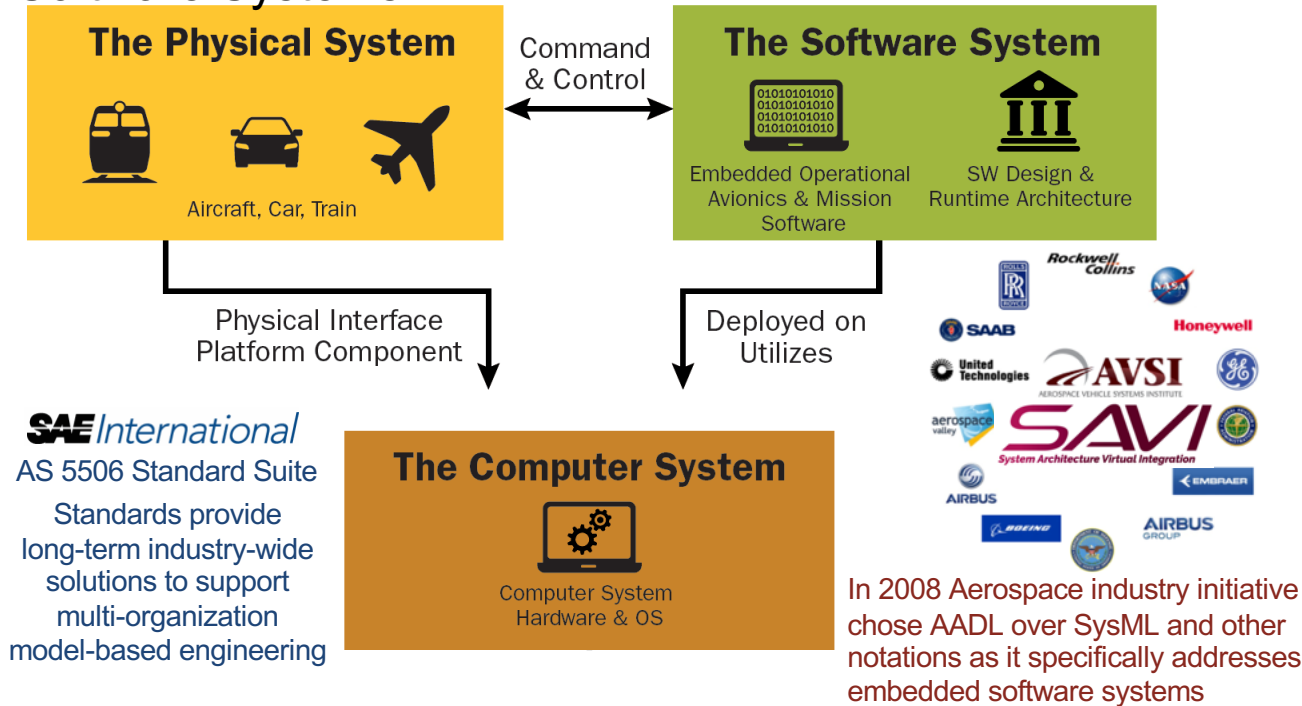 The Physical System
Aircraft, Car, Train
Command
& Control
The Software System
01010101010
01010101010
01010101010
01010101010
Embedded Operational
Avionics & Mission
Software
SW Design &
Runtime Architecture
Physical Interface
Platform Component
Deployed on
Utilizes
SAE International
AS 5506 Standard Suite
Standards provide
long-term industry-wide
solutions to support
multi-organization
model-based engineering
The Computer System
Computer System
Hardware & OS
Rockwell
Collins
ROLLS
RR
ROYCE
NASA
SAAB
Honeywell
United
Technologies
AVSI
AEROSPACE VEHICLE SYSTEMS INSTITUTE
GE
aerospace
valley
SAVI
System Architecture Virtual Integration
AIRBUS
EMBRAER
BOEING
AIRBUS
GROUP
In 2008 Aerospace industry initiative
chose AADL over SysML and other
notations as it specifically addresses
embedded software systems